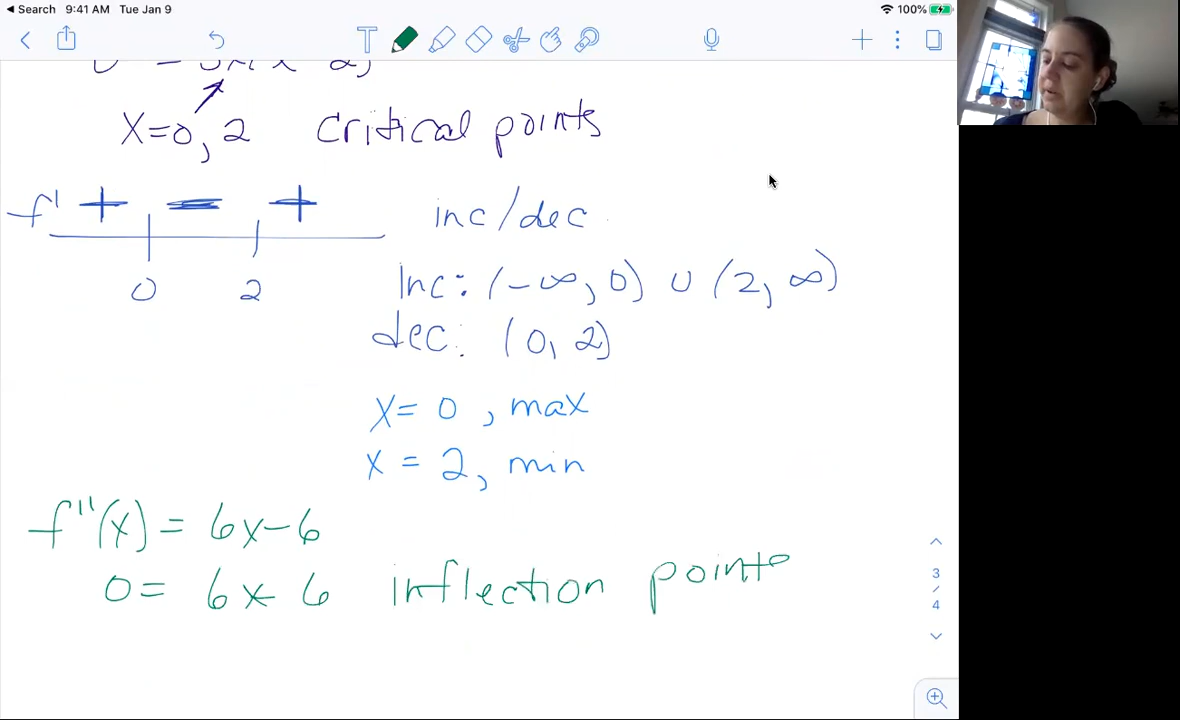 Search 9:41 AM Tue Jan 9 100%
X=0, 2 critical points
f' + − + inc/dec
0 2
Inc: (-∞, 0) ∪ (2, ∞)
dec: (0, 2)
x = 0, max
x = 2, min
f''(x) = 6x-6
0 = 6x-6 inflection points
3
/
4